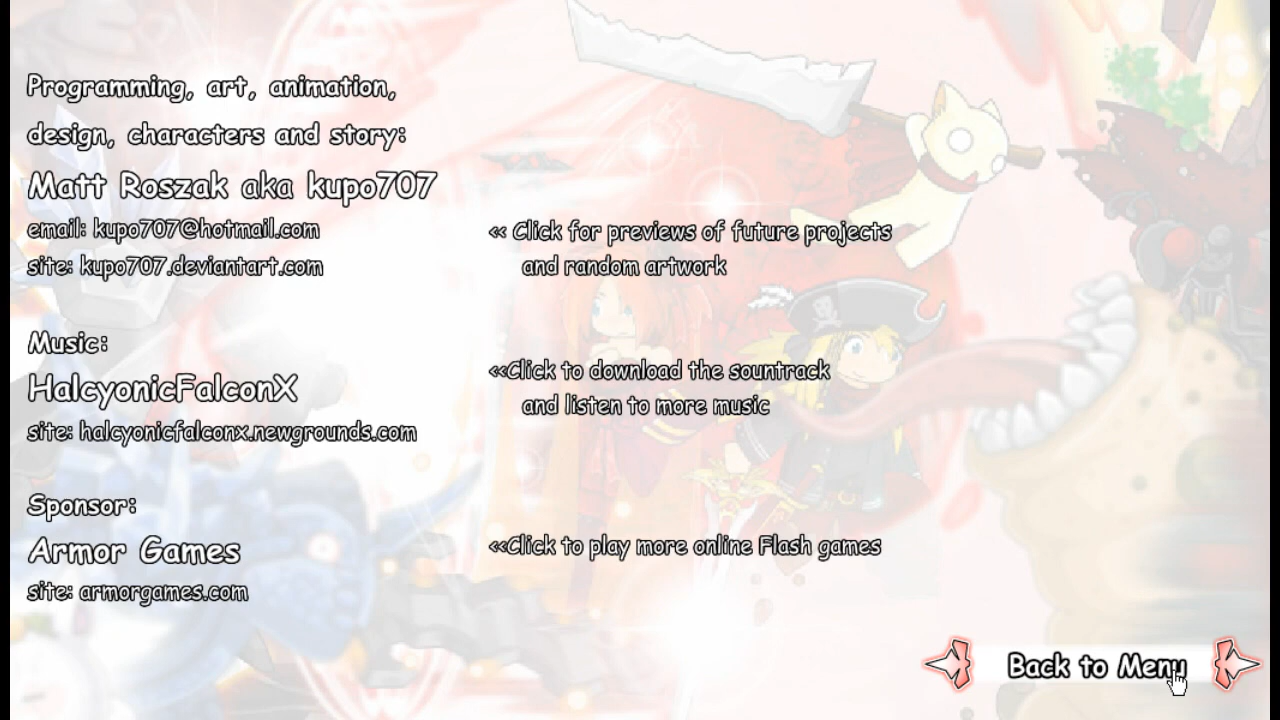 Programming, art, animation,
design, characters and story:
Matt Roszak aka kupo707
email: kupo707@hotmail.com
site: kupo707.deviantart.com
<< Click for previews of future projects
and random artwork
Music:
HalcyonicFalconX
site: halcyonicfalconx.newgrounds.com
<<Click to download the sountrack
and listen to more music
Sponsor:
Armor Games
site: armorgames.com
<<Click to play more online Flash games
Back to Menu